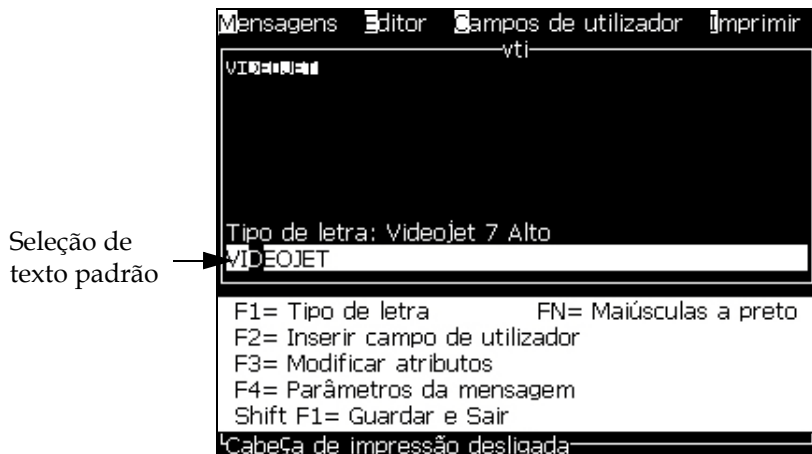 Mensagens Editor Campos de utilizador Imprimir
vti
VIDEOJET
Tipo de letra: Videojet 7 Alto
VIDEOJET
Seleção de
texto padrão
F1= Tipo de letra FN= Maiúsculas a preto
F2= Inserir campo de utilizador
F3= Modificar atributos
F4= Parâmetros da mensagem
Shift F1= Guardar e Sair
Cabeça de impressão desligada